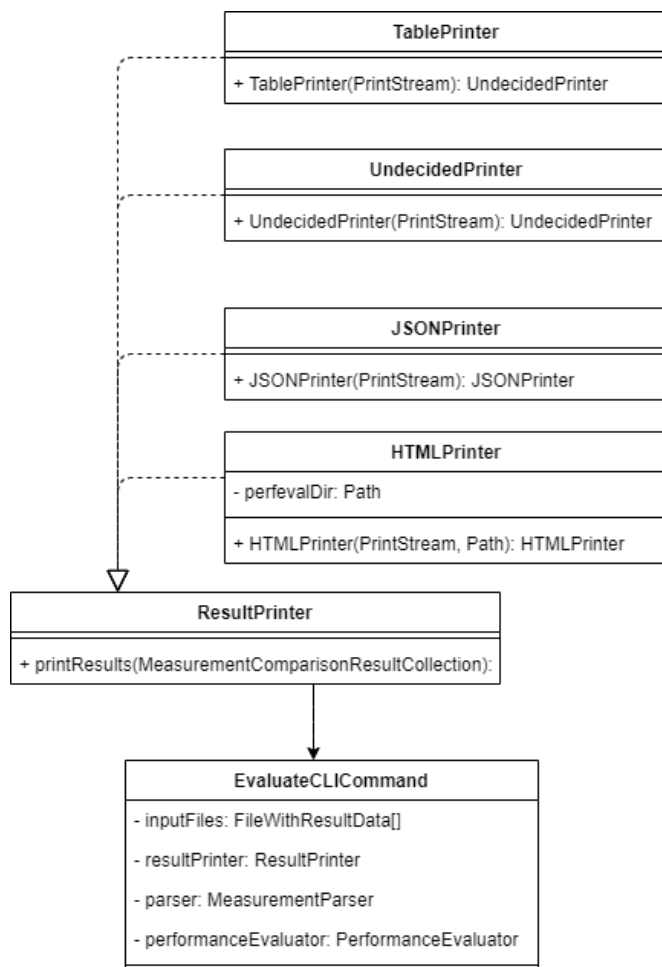 TablePrinter
+ TablePrinter(PrintStream): UndecidedPrinter
UndecidedPrinter
+ UndecidedPrinter(PrintStream): UndecidedPrinter
JSONPrinter
+ JSONPrinter(PrintStream): JSONPrinter
HTMLPrinter
- perfevalDir: Path
+ HTMLPrinter(PrintStream, Path): HTMLPrinter
ResultPrinter
+ printResults(MeasurementComparisonResultCollection):
EvaluateCLICommand
- inputFiles: FileWithResultData[]
- resultPrinter: ResultPrinter
- parser: MeasurementParser
- performanceEvaluator: PerformanceEvaluator